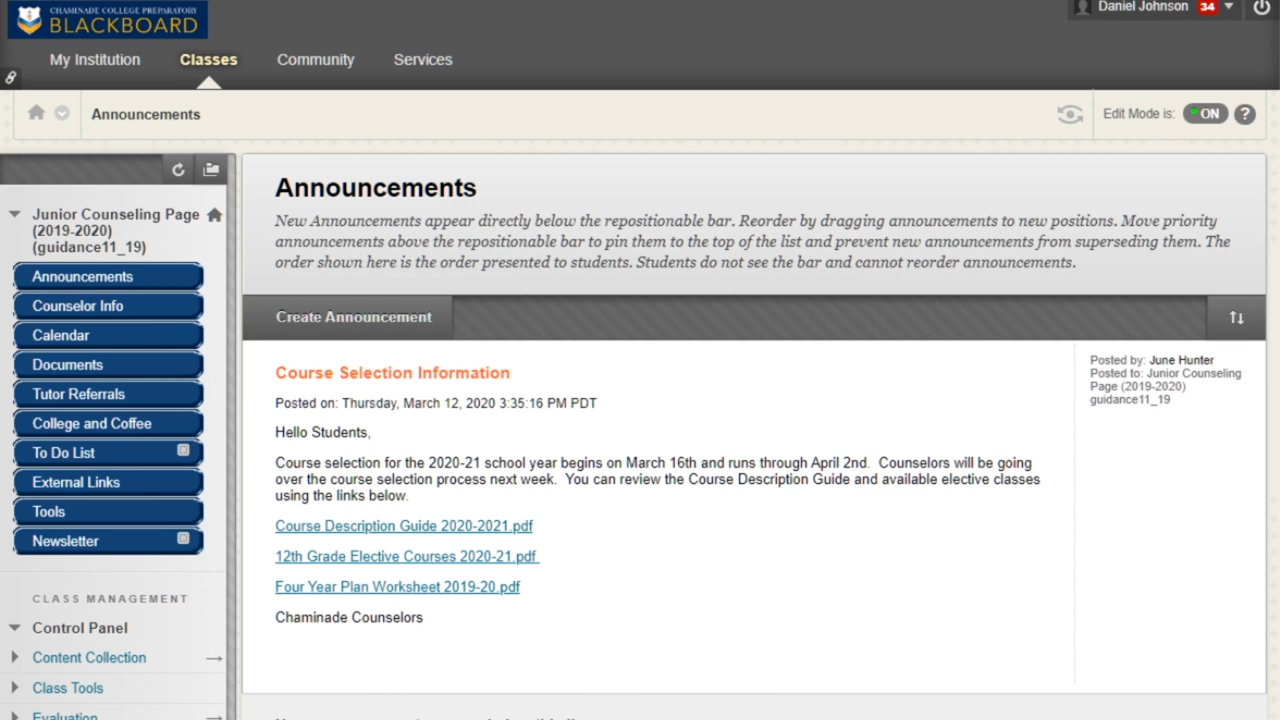 CHAMINADE COLLEGE PREPARATORY
BLACKBOARD
Daniel Johnson 34
My Institution Classes Community Services
Announcements
Edit Mode is: ON ?
Junior Counseling Page
(2019-2020)
(guidance11_19)
Announcements
Counselor Info
Calendar
Documents
Tutor Referrals
College and Coffee
To Do List
External Links
Tools
Newsletter
CLASS MANAGEMENT
Control Panel
Content Collection
Class Tools
Evaluation
Announcements
New Announcements appear directly below the repositionable bar. Reorder by dragging announcements to new positions. Move priority
announcements above the repositionable bar to pin them to the top of the list and prevent new announcements from superseding them. The
order shown here is the order presented to students. Students do not see the bar and cannot reorder announcements.
Create Announcement
Course Selection Information
Posted on: Thursday, March 12, 2020 3:35:16 PM PDT
Hello Students,
Course selection for the 2020-21 school year begins on March 16th and runs through April 2nd. Counselors will be going
over the course selection process next week. You can review the Course Description Guide and available elective classes
using the links below.
Course Description Guide 2020-2021.pdf
12th Grade Elective Courses 2020-21.pdf
Four Year Plan Worksheet 2019-20.pdf
Chaminade Counselors
Posted by: June Hunter
Posted to: Junior Counseling
Page (2019-2020)
guidance11_19